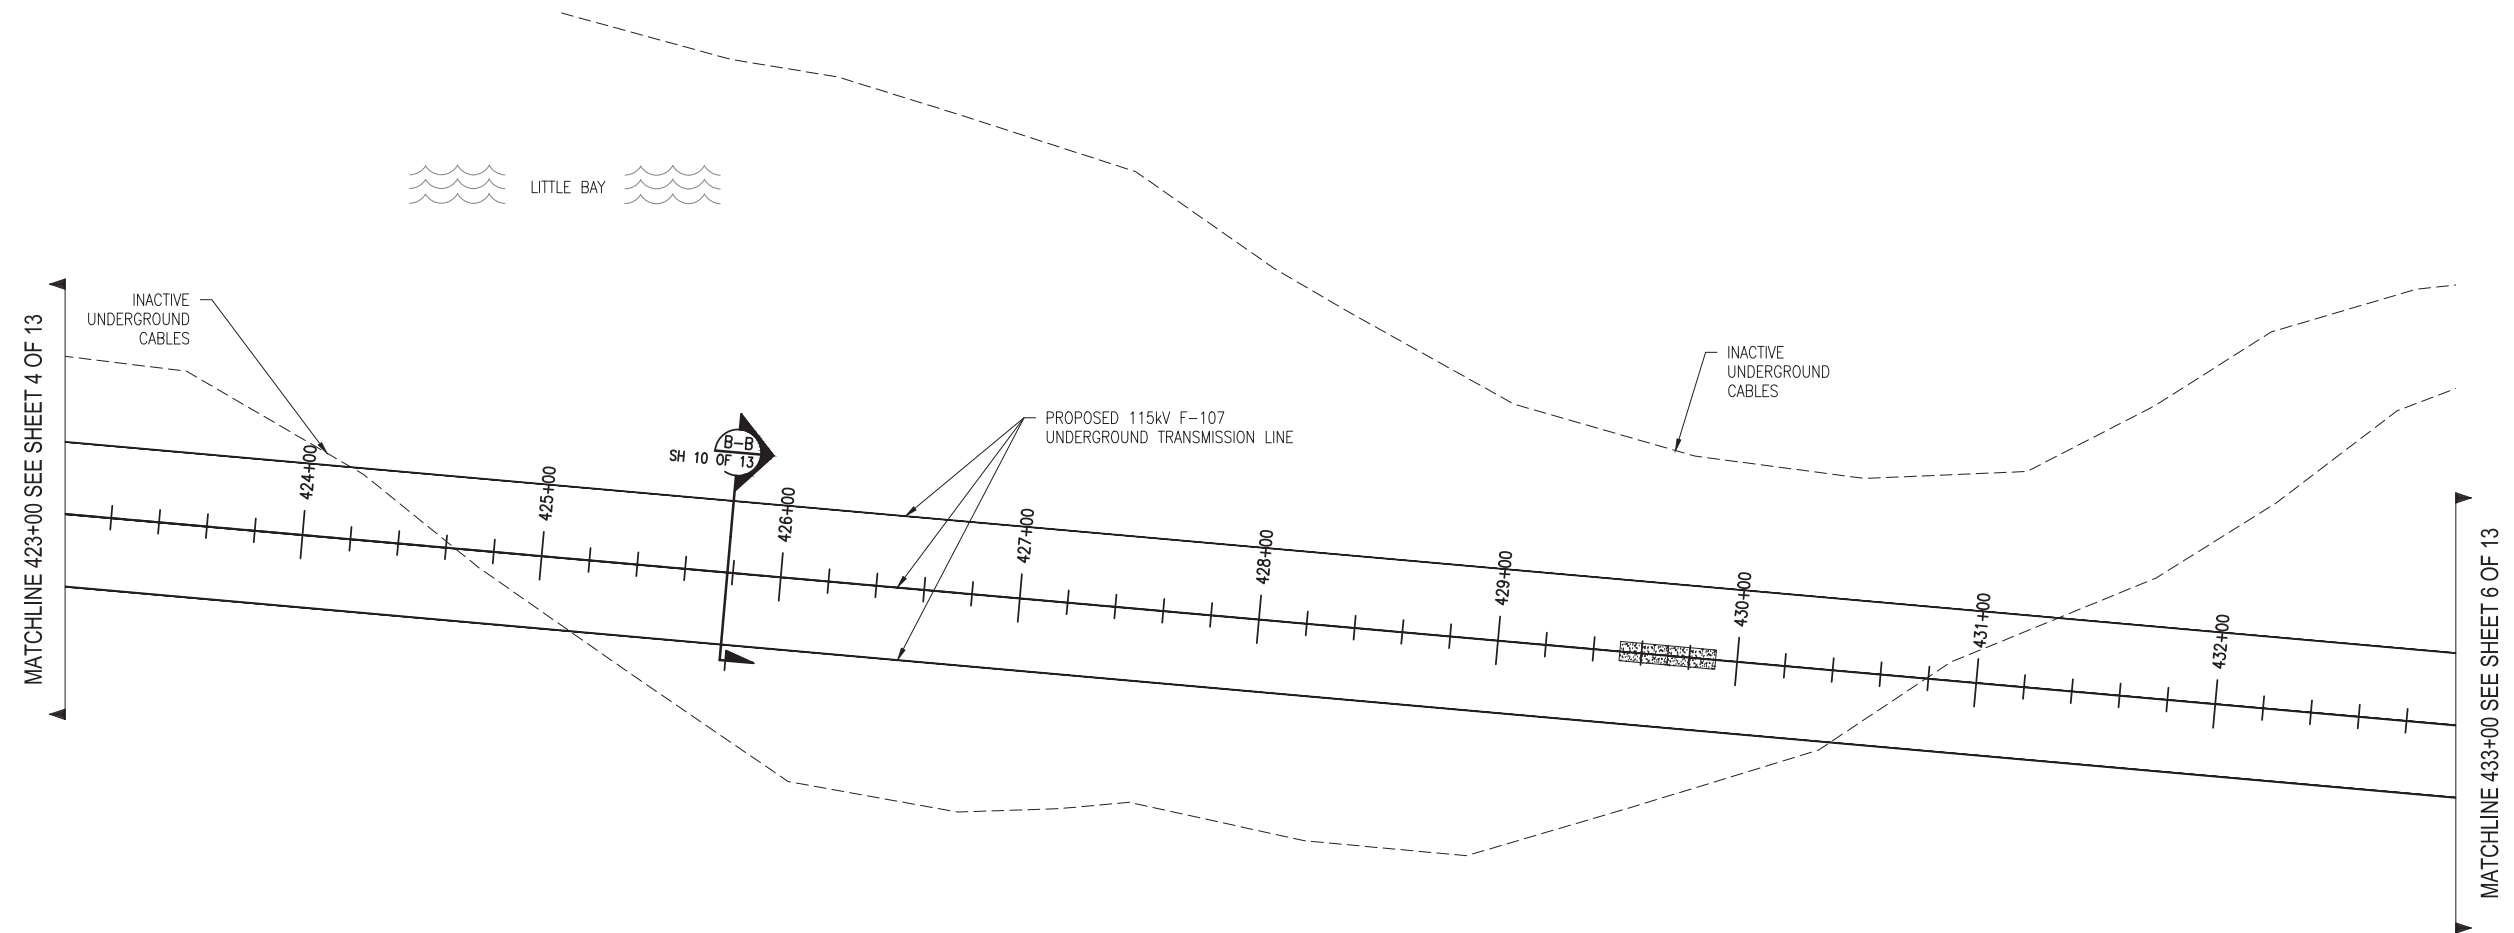 LITTLE BAY
INACTIVE
UNDERGROUND
CABLES
MATCHLINE 423+00 SEE SHEET 4 OF 13
INACTIVE
UNDERGROUND
CABLES
PROPOSED 115kV F-107
UNDERGROUND TRANSMISSION LINE
B-B
SH 10 OF 13
424+00
425+00
426+00
427+00
428+00
429+00
430+00
431+00
432+00
MATCHLINE 433+00 SEE SHEET 6 OF 13